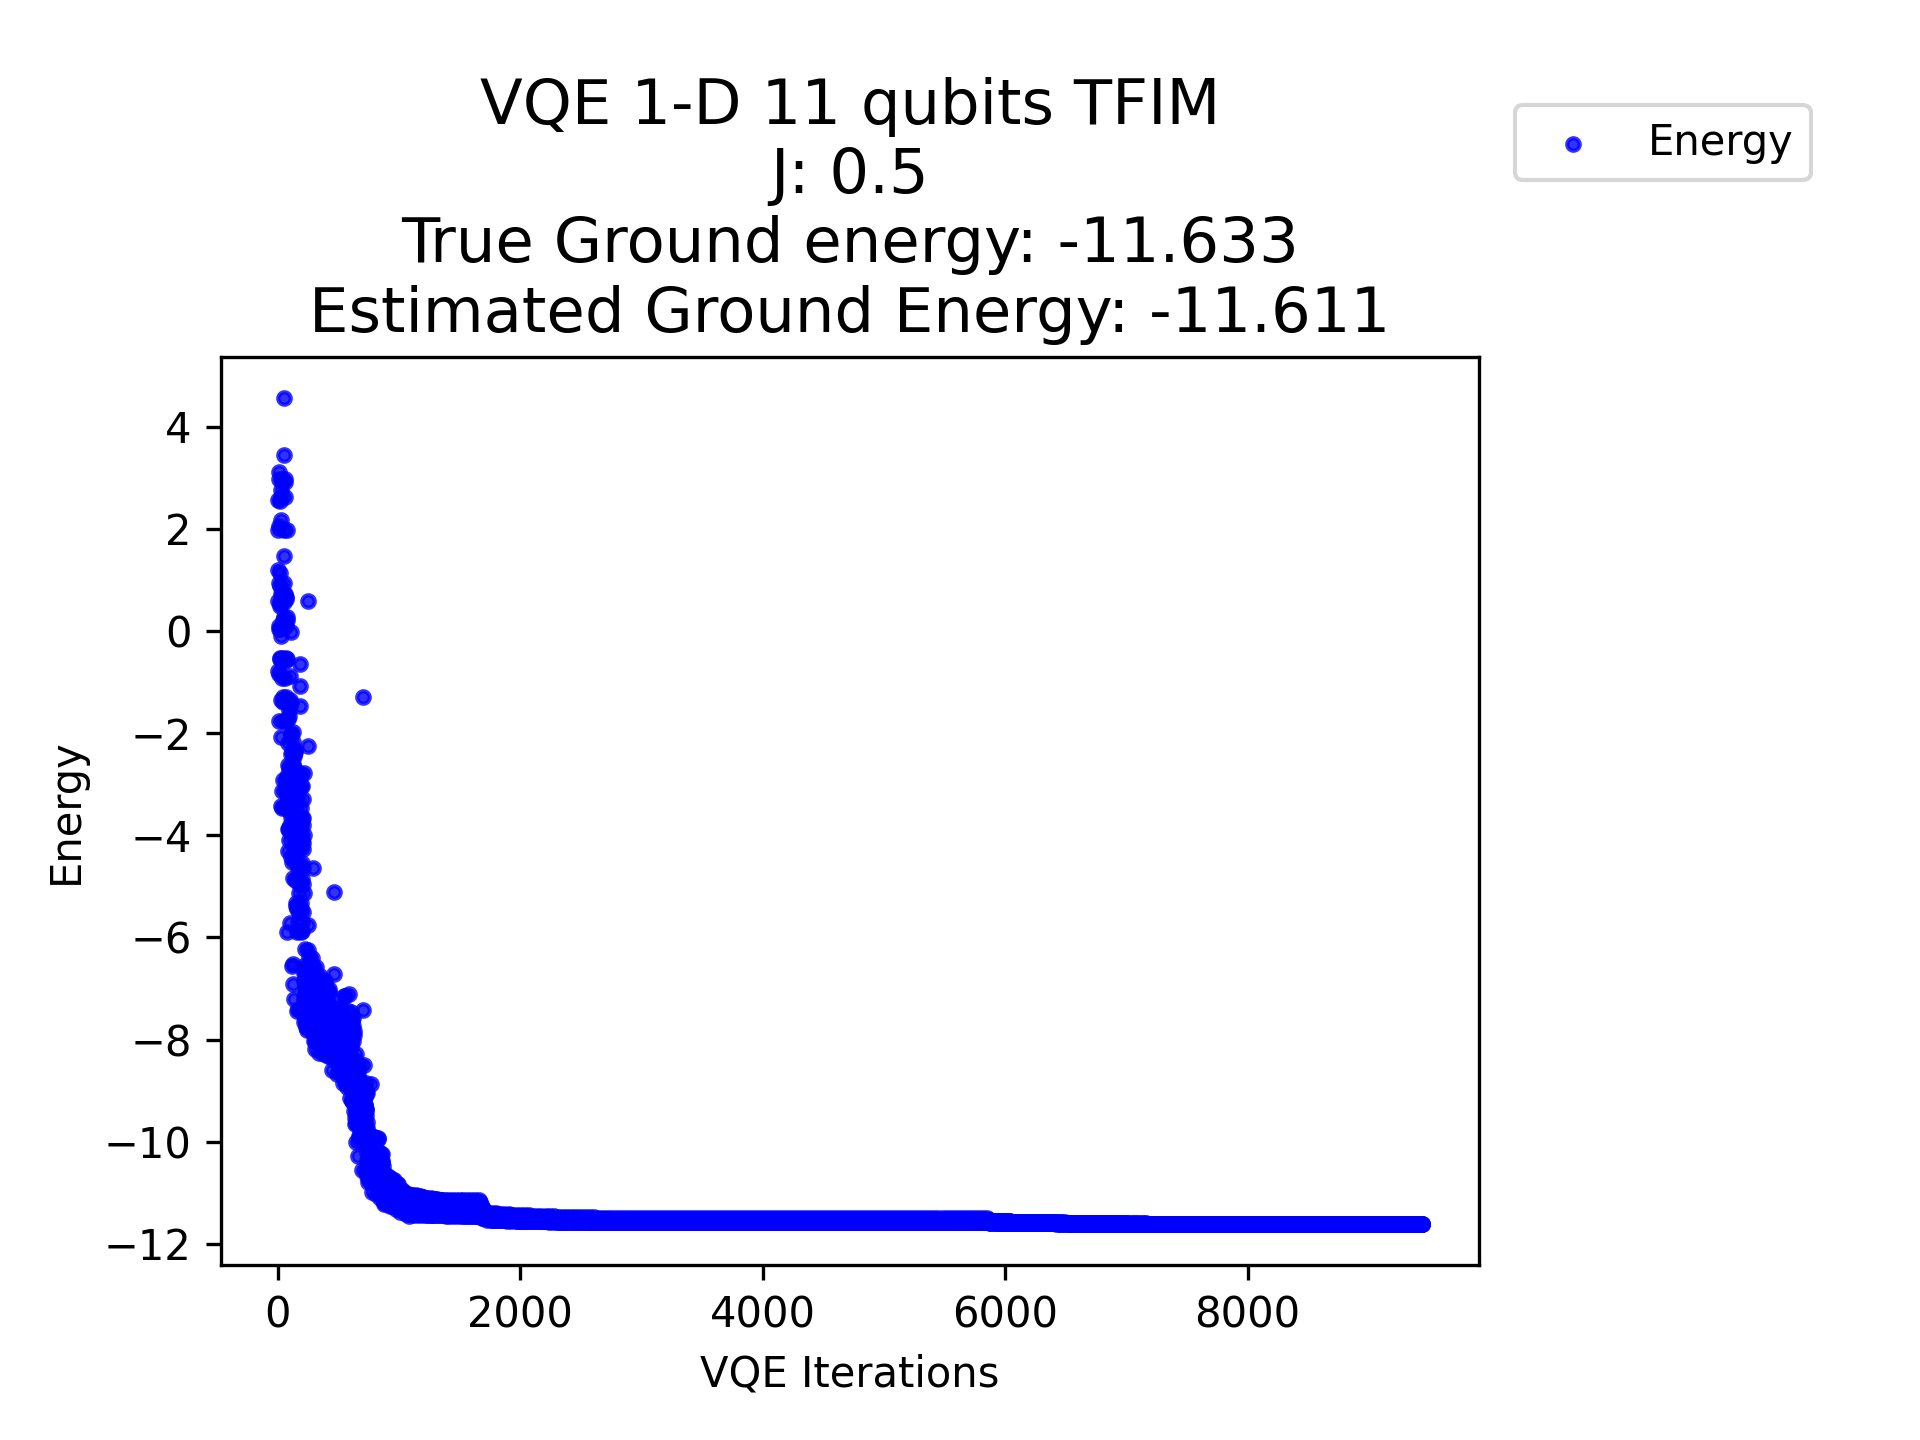 VQE 1-D 11 qubits TFIM
J: 0.5
True Ground energy: -11.633
Estimated Ground Energy: -11.611
Energy
4
2
0
−2
−4
−6
−8
−10
−12
Energy
0 2000 4000 6000 8000
VQE Iterations